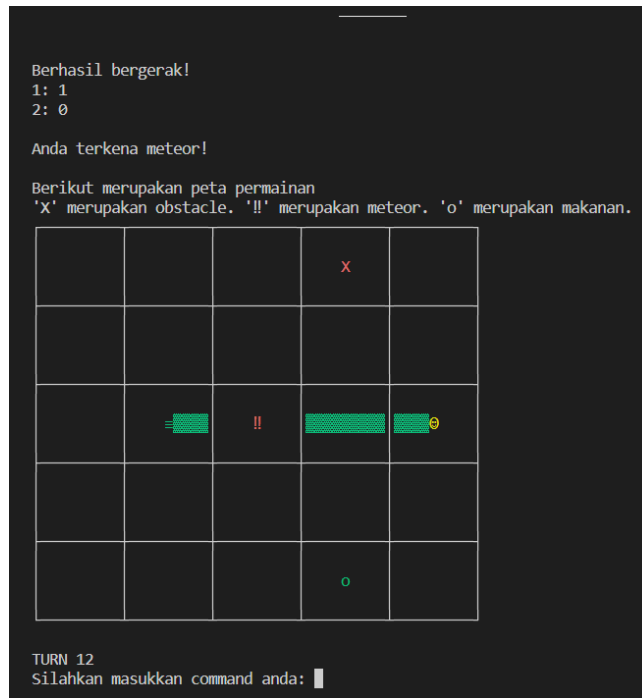 Berhasil bergerak!
1: 1
2: 0
Anda terkena meteor!
Berikut merupakan peta permainan
'X' merupakan obstacle. '‼' merupakan meteor. 'o' merupakan makanan.
X
‼
o
TURN 12
Silahkan masukkan command anda: